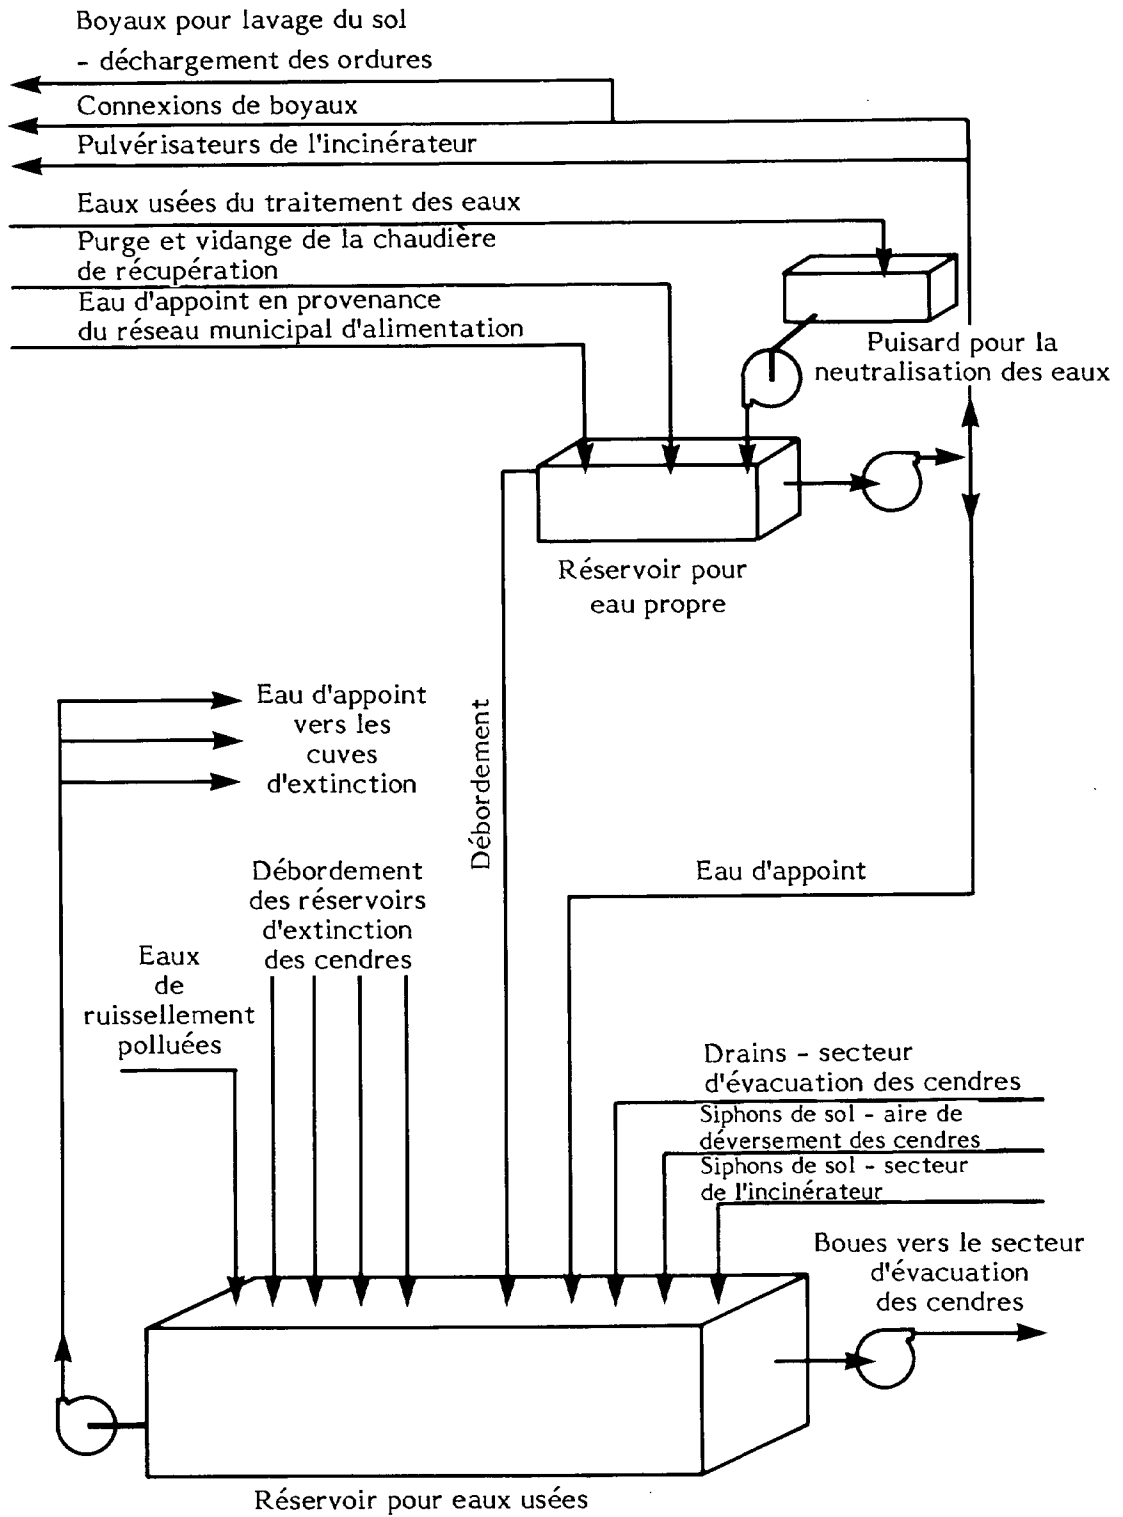 Boyaux pour lavage du sol
- déchargement des ordures
Connexions de boyaux
Pulvérisateurs de l'incinérateur
Eaux usées du traitement des eaux
Purge et vidange de la chaudière
de récupération
Eau d'appoint en provenance
du réseau municipal d'alimentation
Puisard pour la
neutralisation des eaux
Réservoir pour
eau propre
Débordement
Eau d'appoint
vers les
cuves
d'extinction
Eau d'appoint
Débordement
des réservoirs
d'extinction
des cendres
Eaux
de
ruissellement
polluées
Drains - secteur
d'évacuation des cendres
Siphons de sol - aire de
déversement des cendres
Siphons de sol - secteur
de l'incinérateur
Boues vers le secteur
d'évacuation
des cendres
Réservoir pour eaux usées